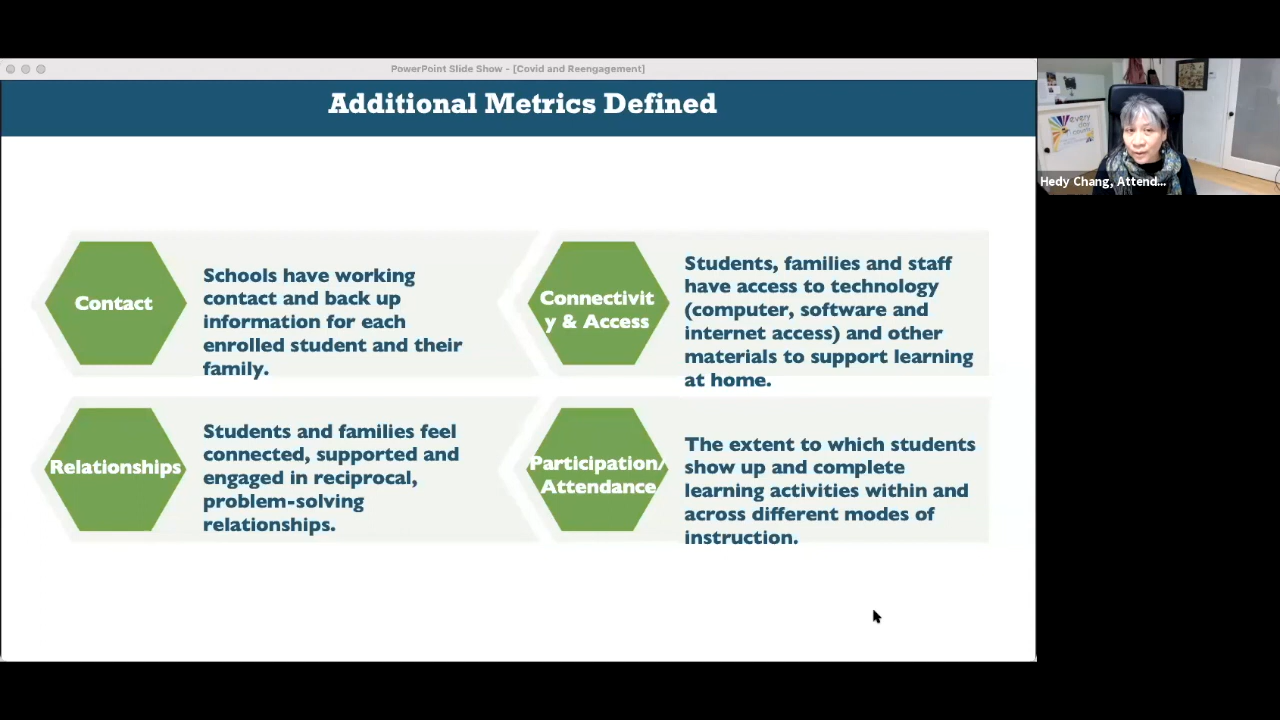 PowerPoint Slide Show - [Covid and Reengagement]
Additional Metrics Defined
Contact
Schools have working
contact and back up
information for each
enrolled student and their
family.
Connectivit
y & Access
Students, families and staff
have access to technology
(computer, software and
internet access) and other
materials to support learning
at home.
Relationships
Students and families feel
connected, supported and
engaged in reciprocal,
problem-solving
relationships.
Participation/
Attendance
The extent to which students
show up and complete
learning activities within and
across different modes of
instruction.
every
day
counts
Hedy Chang, Attend...